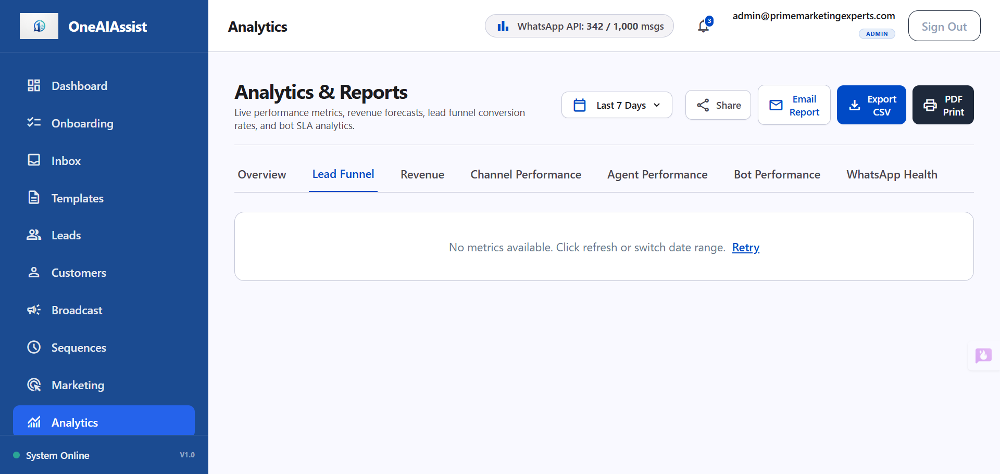 OneAIAssist
Dashboard
Onboarding
Inbox
Templates
Leads
Customers
Broadcast
Sequences
Marketing
Analytics
System Online
V1.0
Analytics
WhatsApp API: 342 / 1,000 msgs
3
admin@primemarketingexperts.com
ADMIN
Sign Out
Analytics & Reports
Live performance metrics, revenue forecasts, lead funnel conversion
rates, and bot SLA analytics.
Last 7 Days
Share
Email
Report
Export
CSV
PDF
Print
Overview
Lead Funnel
Revenue
Channel Performance
Agent Performance
Bot Performance
WhatsApp Health
No metrics available. Click refresh or switch date range. Retry